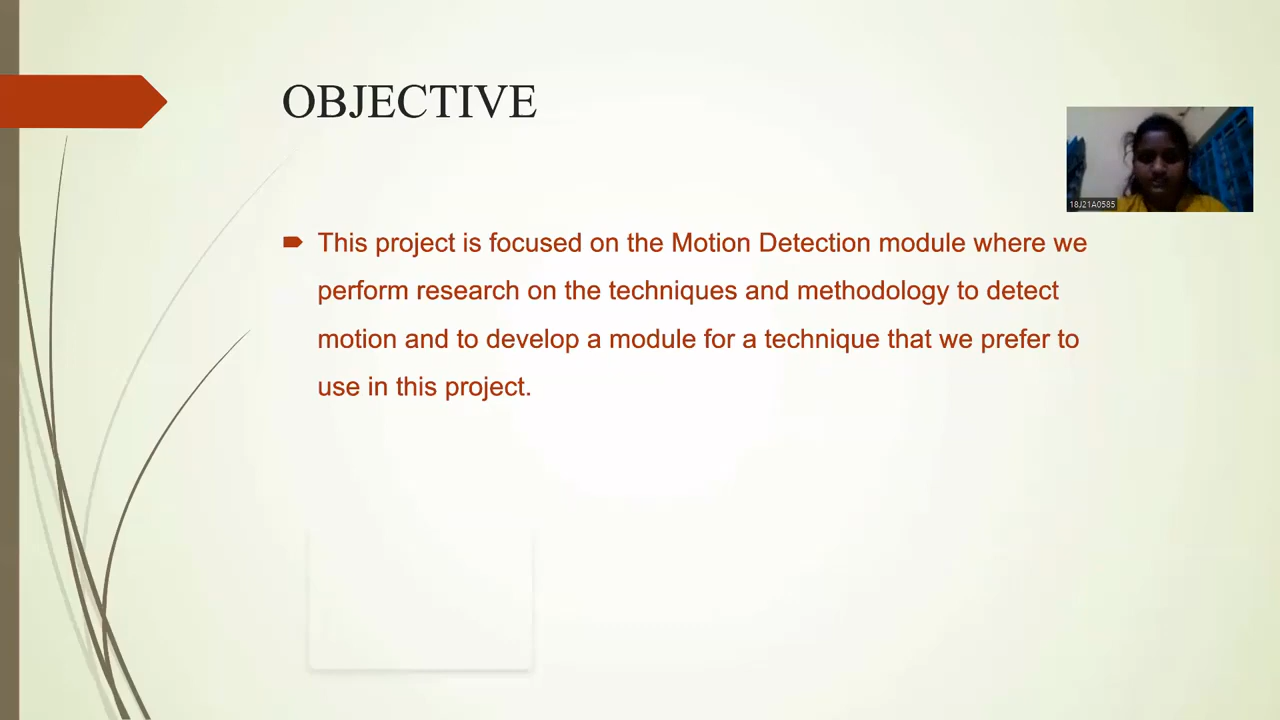 OBJECTIVE
18J21A0585
This project is focused on the Motion Detection module where we
perform research on the techniques and methodology to detect
motion and to develop a module for a technique that we prefer to
use in this project.